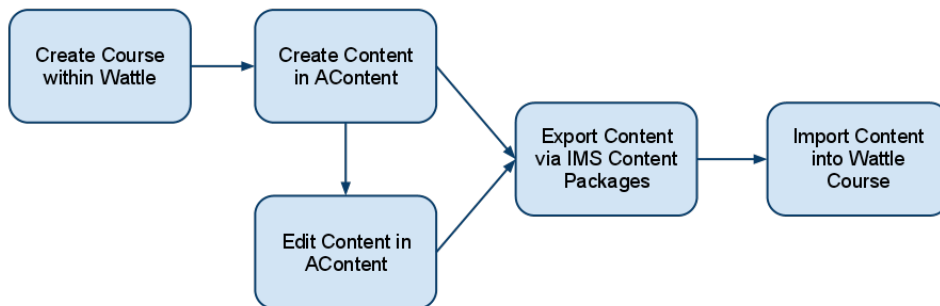 Create Course
within Wattle
Create Content
in AContent
Edit Content in
AContent
Export Content
via IMS Content
Packages
Import Content
into Wattle
Course